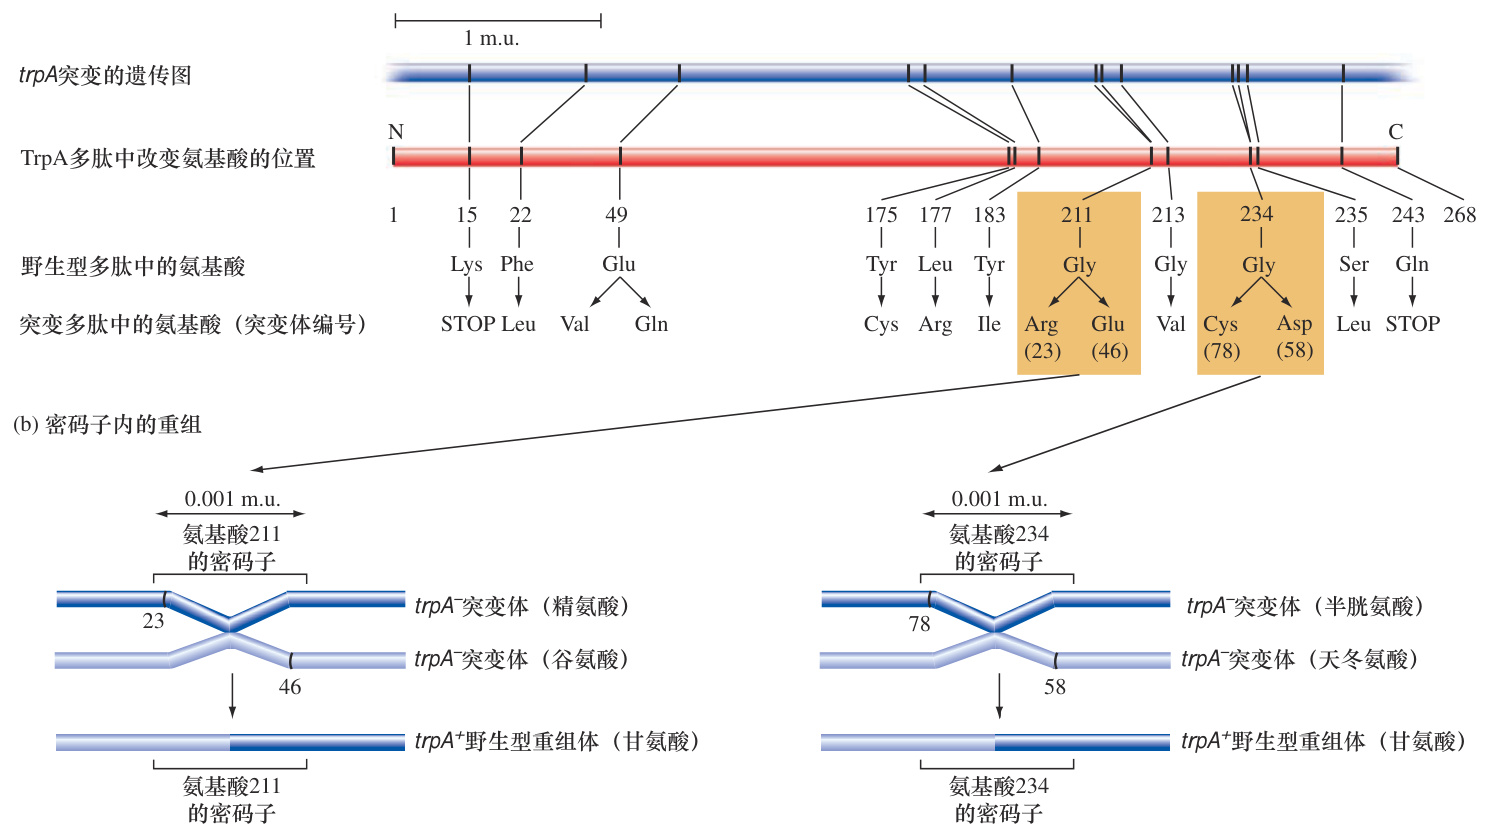 1 m.u.
trpA突变的遗传图
N C
TrpA多肽中改变氨基酸的位置
1 15 22 49 175 177 183 211 213 234 235 243 268
野生型多肽中的氨基酸 Lys Phe Glu Tyr Leu Tyr Gly Gly Gly Ser Gln
突变多肽中的氨基酸（突变体编号） STOP Leu Val Gln Cys Arg Ile Arg Glu Val Cys Asp Leu STOP
(23) (46) (78) (58)
(b) 密码子内的重组
0.001 m.u.
氨基酸211
的密码子
23
trpA⁻突变体（精氨酸）
trpA⁻突变体（谷氨酸）
46
trpA⁺野生型重组体（甘氨酸）
氨基酸211
的密码子
0.001 m.u.
氨基酸234
的密码子
78
trpA⁻突变体（半胱氨酸）
trpA⁻突变体（天冬氨酸）
58
trpA⁺野生型重组体（甘氨酸）
氨基酸234
的密码子